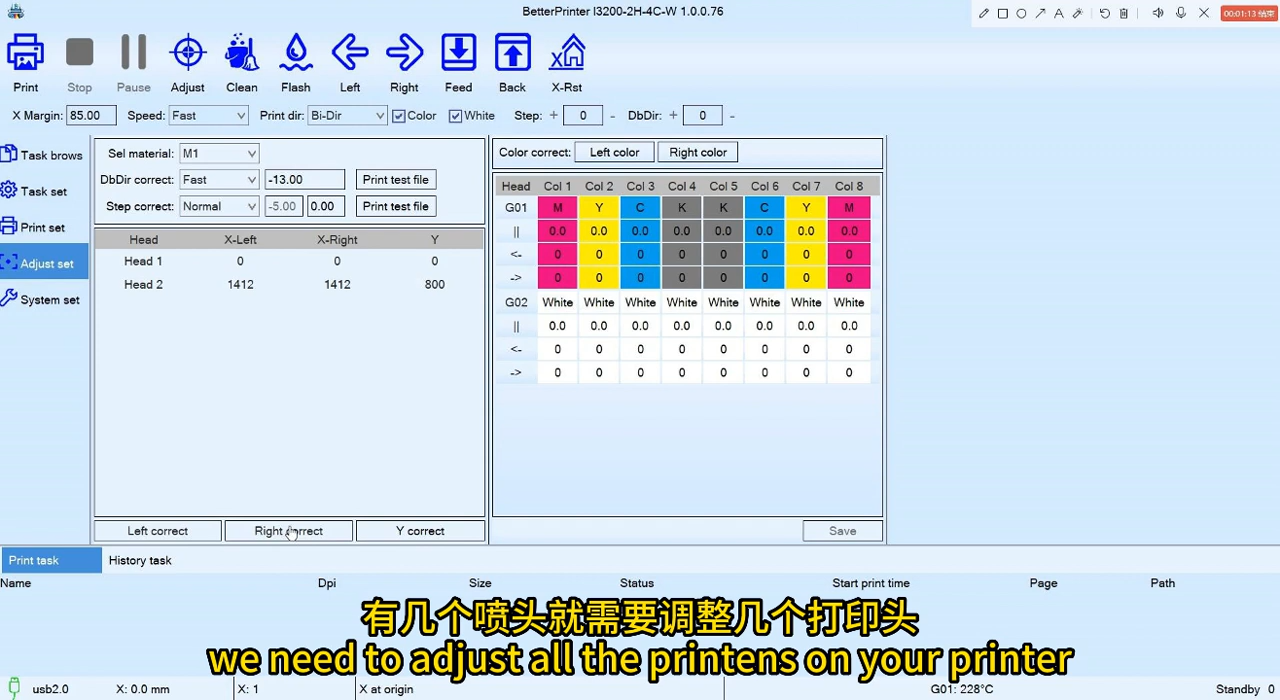 BetterPrinter I3200-2H-4C-W 1.0.0.76
00:01:13 结束
Print Stop Pause Adjust Clean Flash Left Right Feed Back X-Rst
X Margin: 85.00 Speed: Fast Print dir: Bi-Dir Color White Step: + 0 - DbDir: + 0 -
Task brows
Task set
Print set
Adjust set
System set
Sel material: M1
DbDir correct: Fast -13.00 Print test file
Step correct: Normal -5.00 0.00 Print test file
Head X-Left X-Right Y
Head 1 0 0 0
Head 2 1412 1412 800
Left correct Right correct Y correct
Color correct: Left color Right color
Head Col 1 Col 2 Col 3 Col 4 Col 5 Col 6 Col 7 Col 8
G01 M Y C K K C Y M
|| 0.0 0.0 0.0 0.0 0.0 0.0 0.0 0.0
<- 0 0 0 0 0 0 0 0
-> 0 0 0 0 0 0 0 0
G02 White White White White White White White White
|| 0.0 0.0 0.0 0.0 0.0 0.0 0.0 0.0
<- 0 0 0 0 0 0 0 0
-> 0 0 0 0 0 0 0 0
Save
Print task History task
Name Dpi Size Status Start print time Page Path
有几个喷头就需要调整几个打印头
we need to adjust all the printens on your printer
usb2.0 X: 0.0 mm X: 1 X at origin G01: 228°C Standby 0